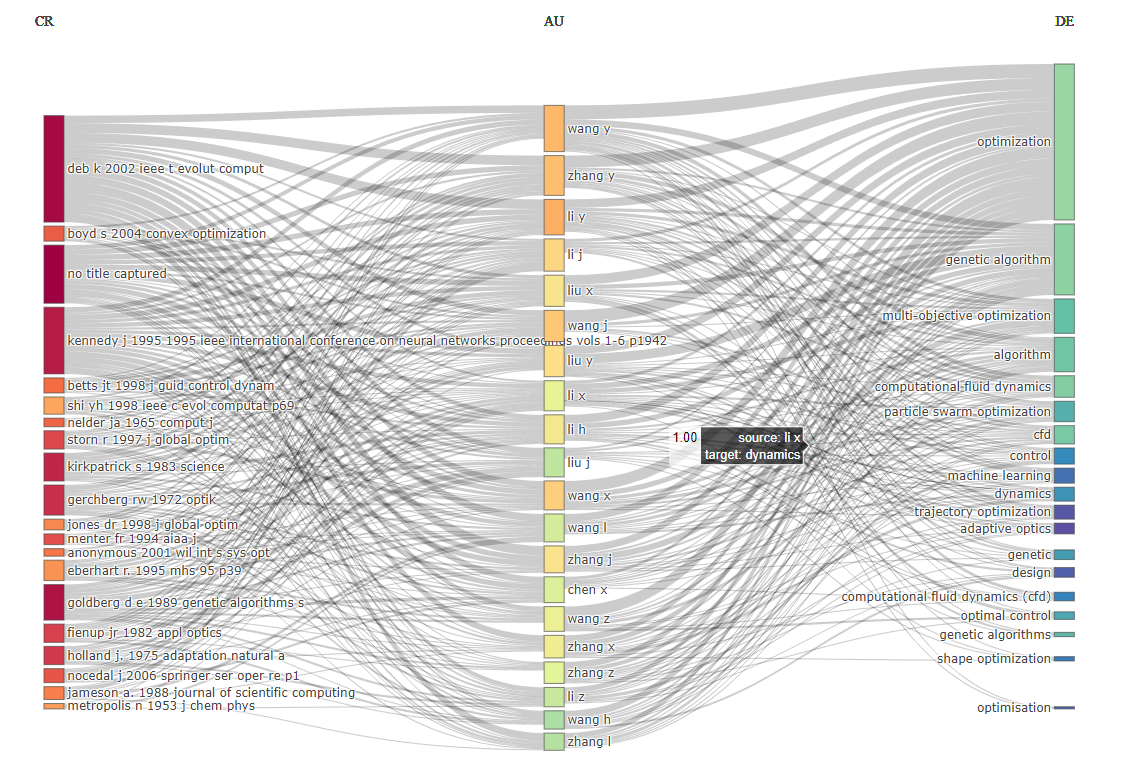 CR
AU
DE
deb k 2002 ieee t evolut comput
boyd s 2004 convex optimization
no title captured
kennedy j 1995 1995 ieee international conference on neural networks proceedings vols 1-6 p1942
betts jt 1998 j guid control dynam
shi yh 1998 ieee c evol computat p69
nelder ja 1965 comput j
storn r 1997 j global optim
kirkpatrick s 1983 science
gerchberg rw 1972 optik
jones dr 1998 j global optim
menter fr 1994 aiaa j
anonymous 2001 wil int s sys opt
eberhart r. 1995 mhs 95 p39
goldberg d e 1989 genetic algorithms s
fienup jr 1982 appl optics
holland j. 1975 adaptation natural a
nocedal j 2006 springer ser oper re p1
jameson a. 1988 journal of scientific computing
metropolis n 1953 j chem phys
wang y
zhang y
li y
li j
liu x
wang j
liu y
li x
li h
liu j
wang x
wang l
zhang j
chen x
wang z
zhang x
zhang z
li z
wang h
zhang l
1.00
source: li x
target: dynamics
optimization
genetic algorithm
multi-objective optimization
algorithm
computational fluid dynamics
particle swarm optimization
cfd
control
machine learning
dynamics
trajectory optimization
adaptive optics
genetic
design
computational fluid dynamics (cfd)
optimal control
genetic algorithms
shape optimization
optimisation